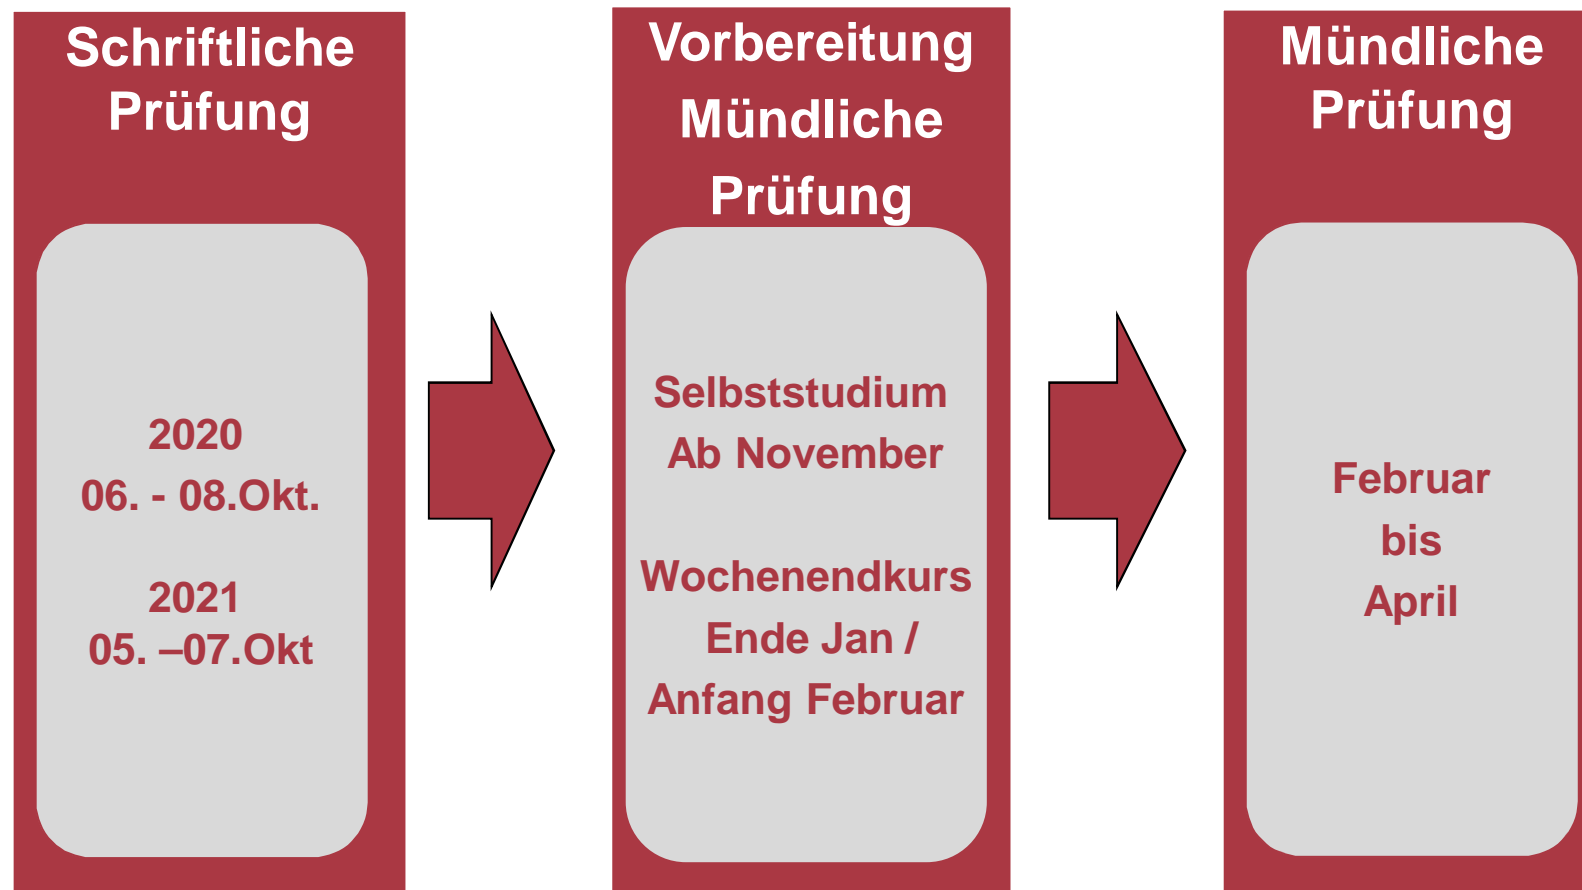 Schriftliche
Prüfung
2020
06. - 08.Okt.
2021
05. –07.Okt
Vorbereitung
Mündliche
Prüfung
Selbststudium
Ab November
Wochenendkurs
Ende Jan /
Anfang Februar
Mündliche
Prüfung
Februar
bis
April